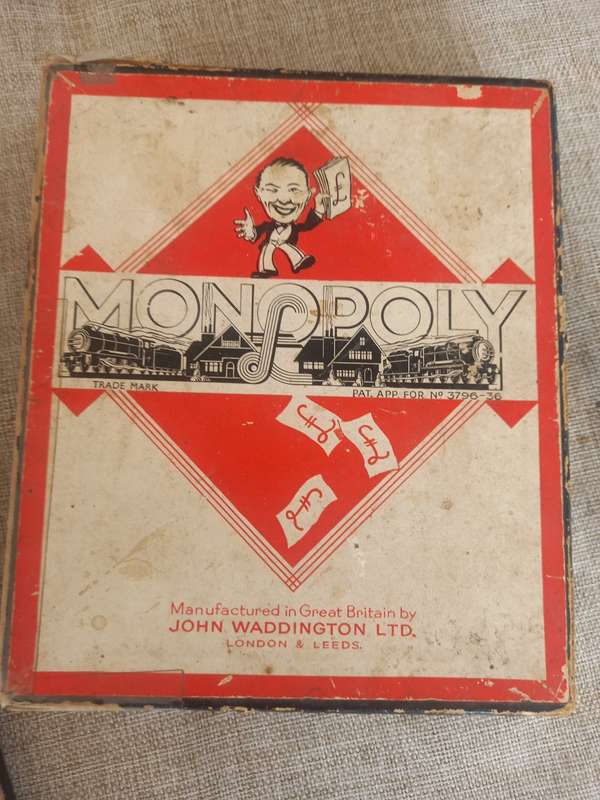 £
MONOPOLY
£
TRADE MARK
PAT. APP. FOR Nº 3796-36
£
£
£
Manufactured in Great Britain by
JOHN WADDINGTON LTD.
LONDON & LEEDS.